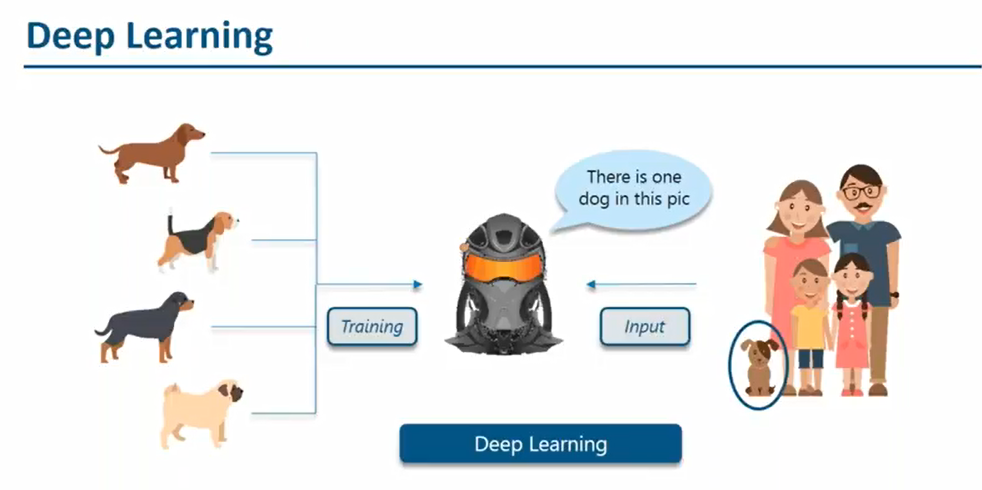 Deep Learning
There is one
dog in this pic
Training
Input
Deep Learning